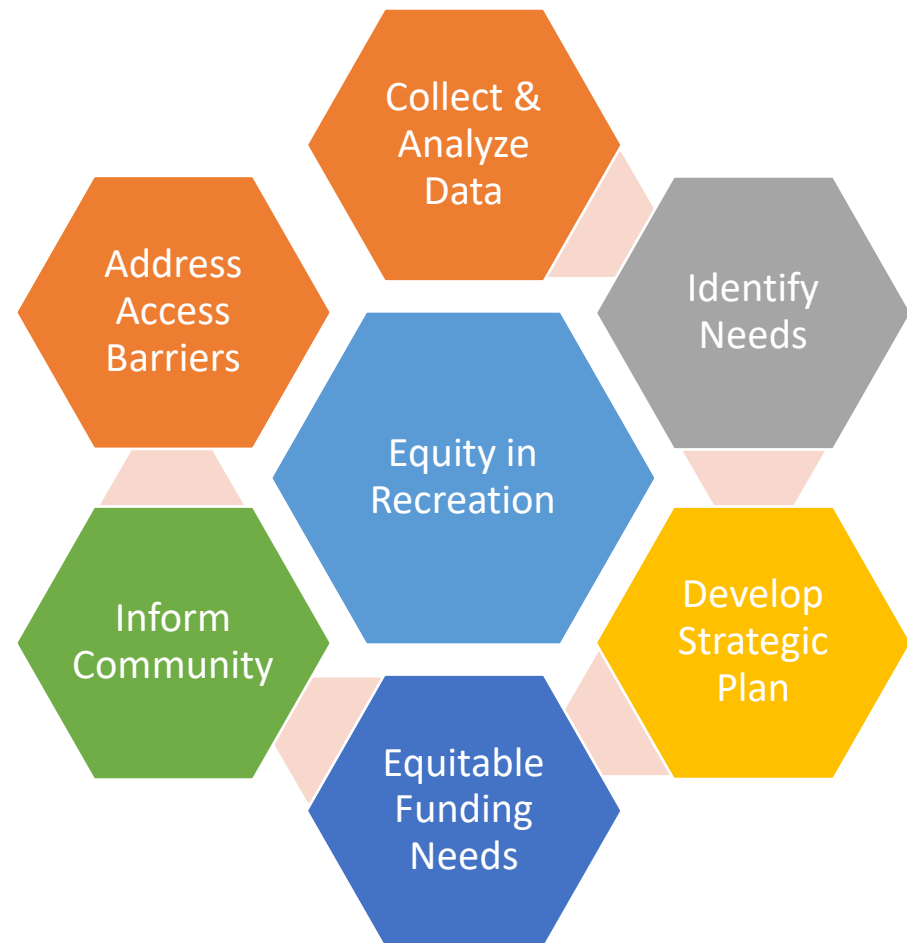 Collect &
Analyze
Data
Identify
Needs
Develop
Strategic
Plan
Equitable
Funding
Needs
Inform
Community
Address
Access
Barriers
Equity in
Recreation